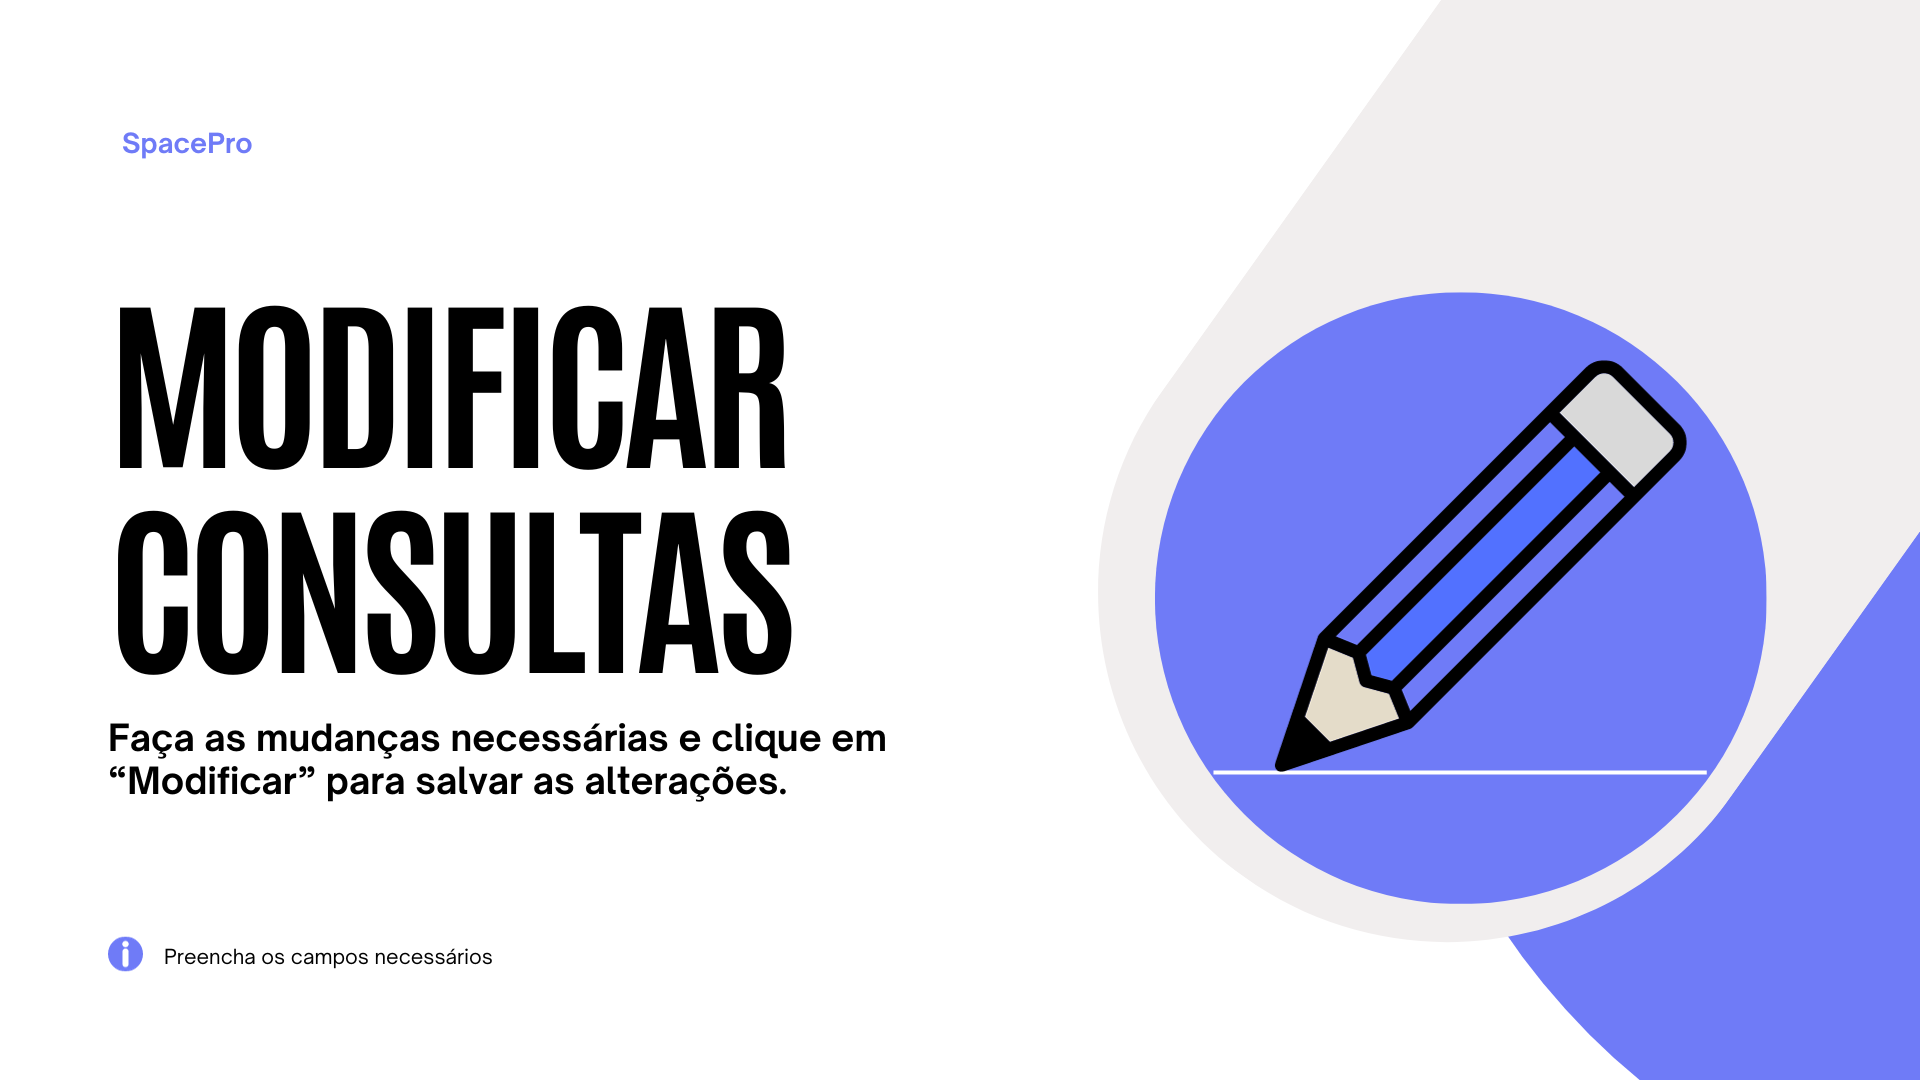 SpacePro
MODIFICAR
CONSULTAS
Faça as mudanças necessárias e clique em
“Modificar” para salvar as alterações.
Preencha os campos necessários